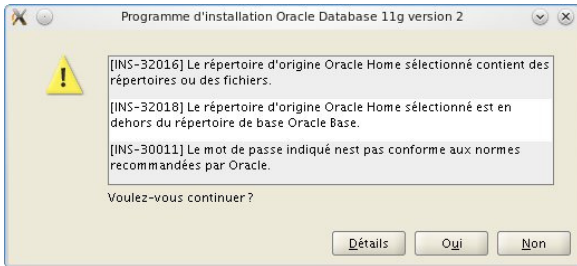 Programme d'installation Oracle Database 11g version 2
[INS-32016] Le répertoire d'origine Oracle Home sélectionné contient des
répertoires ou des fichiers.
[INS-32018] Le répertoire d'origine Oracle Home sélectionné est en
dehors du répertoire de base Oracle Base.
[INS-30011] Le mot de passe indiqué nest pas conforme aux normes
recommandées par Oracle.
Voulez-vous continuer ?
Détails Oui Non